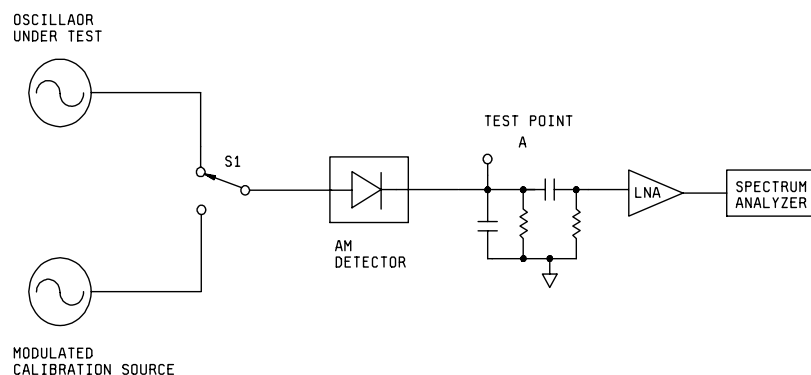 OSCILLAOR
UNDER TEST
S1
TEST POINT
A
AM
DETECTOR
LNA
SPECTRUM
ANALYZER
MODULATED
CALIBRATION SOURCE